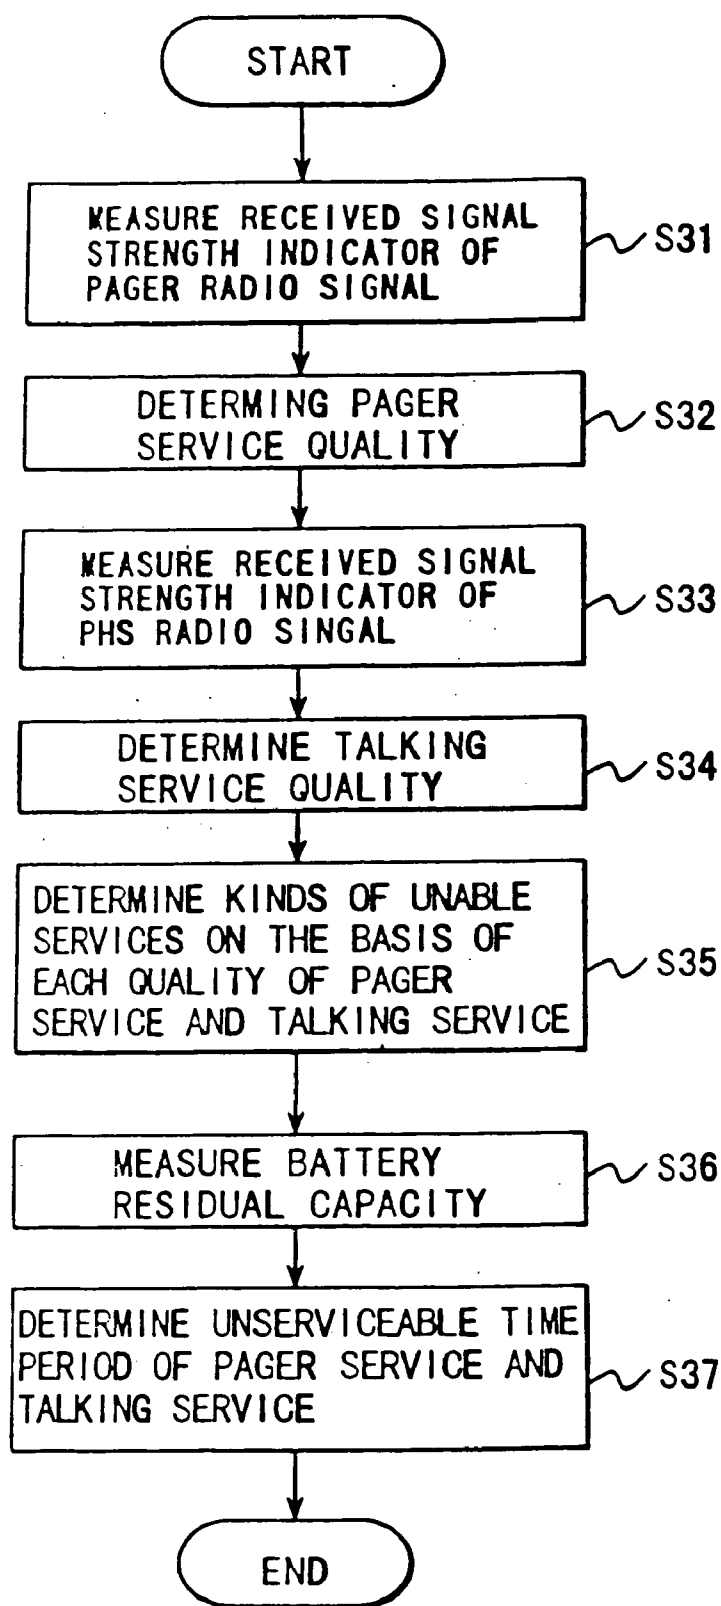 START
MEASURE RECEIVED SIGNAL
STRENGTH INDICATOR OF
PAGER RADIO SIGNAL
S31
DETERMING PAGER
SERVICE QUALITY
S32
MEASURE RECEIVED SIGNAL
STRENGTH INDICATOR OF
PHS RADIO SINGAL
S33
DETERMINE TALKING
SERVICE QUALITY
S34
DETERMINE KINDS OF UNABLE
SERVICES ON THE BASIS OF
EACH QUALITY OF PAGER
SERVICE AND TALKING SERVICE
S35
MEASURE BATTERY
RESIDUAL CAPACITY
S36
DETERMINE UNSERVICEABLE TIME
PERIOD OF PAGER SERVICE AND
TALKING SERVICE
S37
END